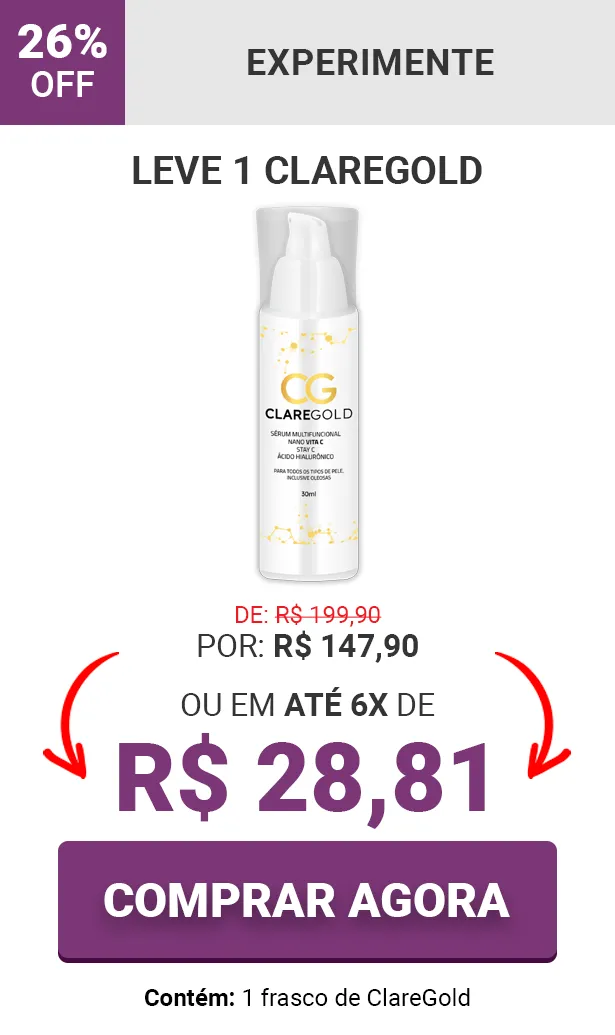 26%
OFF
EXPERIMENTE
LEVE 1 CLAREGOLD
CG
CLAREGOLD
SÉRUM MULTIFUNCIONAL
NANO VITA C
STAY C
ÁCIDO HIALURÔNICO
PARA TODOS OS TIPOS DE PELE,
INCLUSIVE OLEOSAS
30ml
DE: R$ 199,90
POR: R$ 147,90
OU EM ATÉ 6X DE
R$ 28,81
COMPRAR AGORA
Contém: 1 frasco de ClareGold